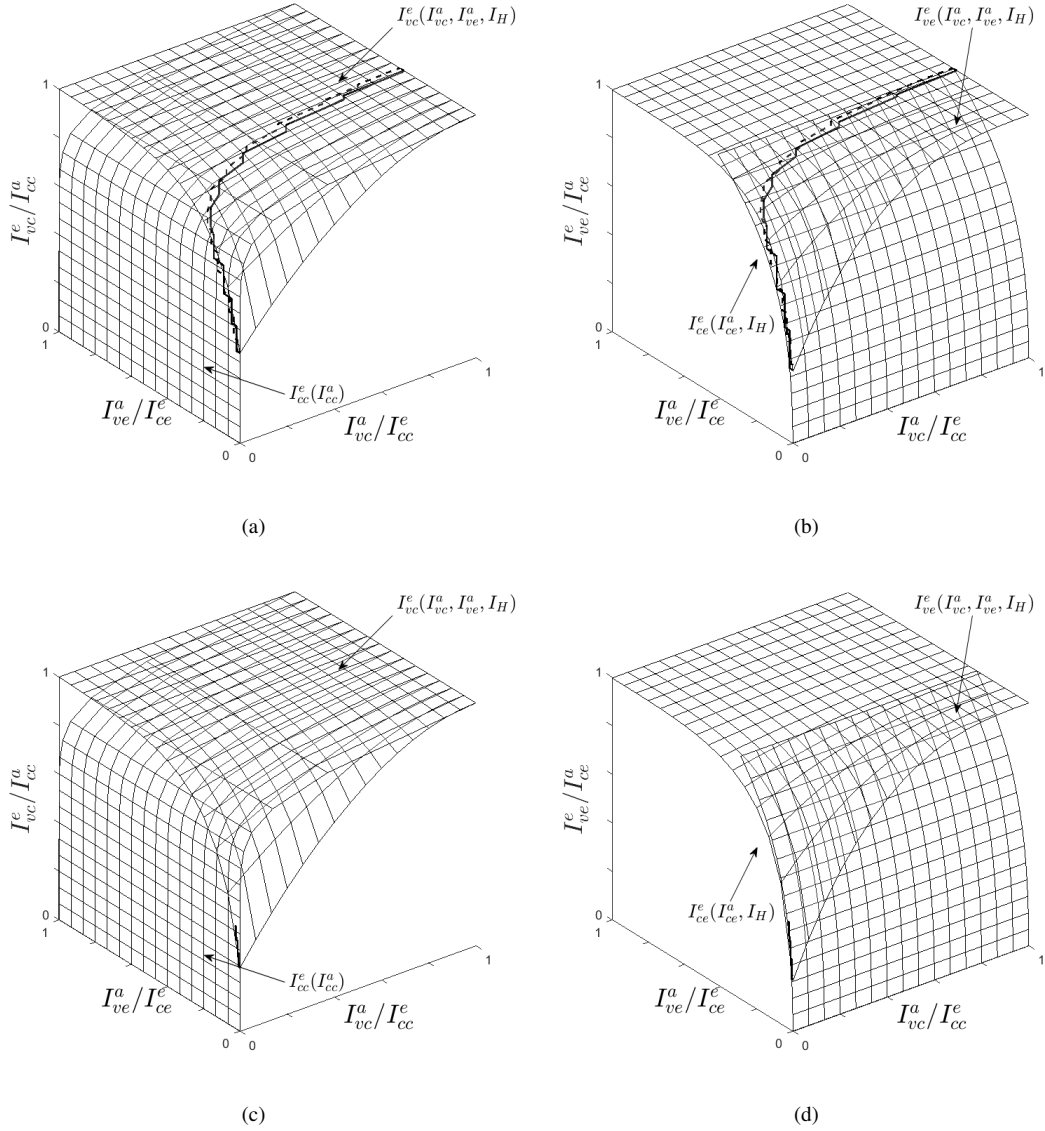 I^e_{vc}(I^a_{vc}, I^a_{ve}, I_H)
1
I^e_{vc}/I^a_{cc}
0
1
I^e_{cc}(I^a_{cc})
1
I^a_{ve}/I^e_{ce}
I^a_{vc}/I^e_{cc}
0 0
(a)
I^e_{ve}(I^a_{vc}, I^a_{ve}, I_H)
1
I^e_{ve}/I^a_{ce}
I^e_{ce}(I^a_{ce}, I_H)
0
1
1
I^a_{ve}/I^e_{ce}
I^a_{vc}/I^e_{cc}
0 0
(b)
I^e_{vc}(I^a_{vc}, I^a_{ve}, I_H)
1
I^e_{vc}/I^a_{cc}
0
1
I^e_{cc}(I^a_{cc})
1
I^a_{ve}/I^e_{ce}
I^a_{vc}/I^e_{cc}
0 0
(c)
I^e_{ve}(I^a_{vc}, I^a_{ve}, I_H)
1
I^e_{ve}/I^a_{ce}
I^e_{ce}(I^a_{ce}, I_H)
0
1
1
I^a_{ve}/I^e_{ce}
I^a_{vc}/I^e_{cc}
0 0
(d)